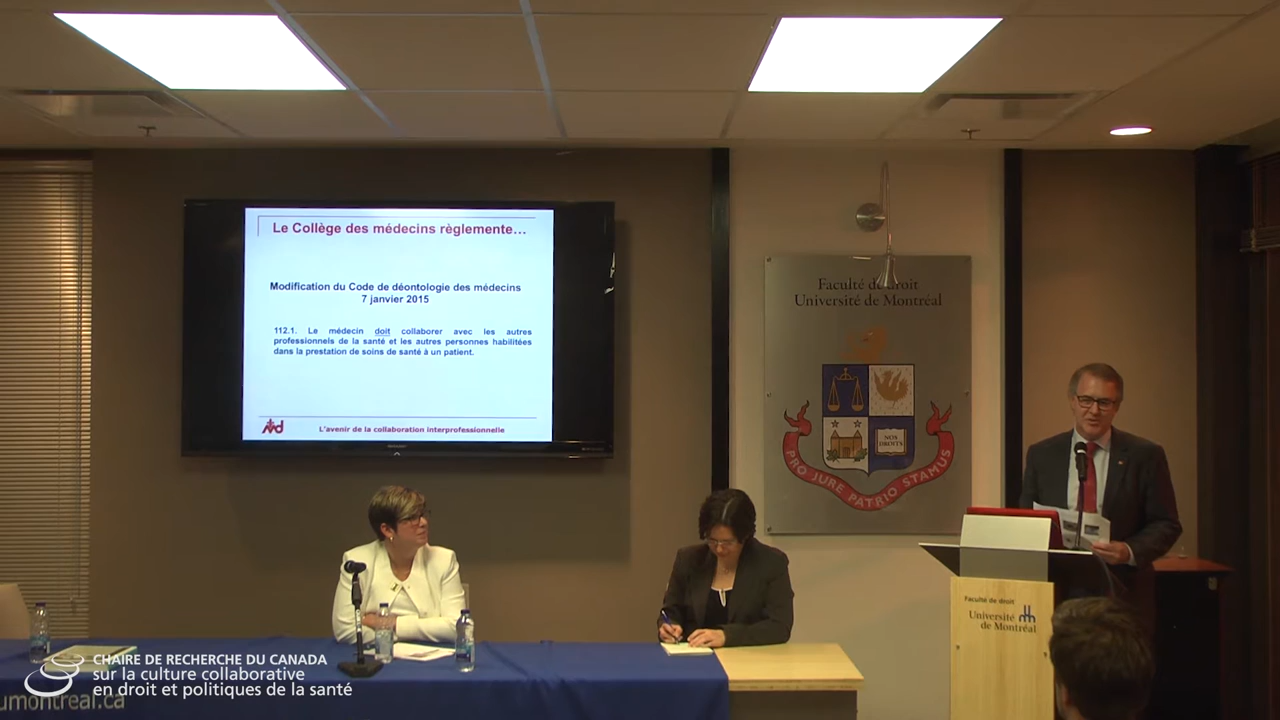 Le Collège des médecins règlemente…
Modification du Code de déontologie des médecins
7 janvier 2015
112.1. Le médecin doit collaborer avec les autres
professionnels de la santé et les autres personnes habilitées
dans la prestation de soins de santé à un patient.
L'avenir de la collaboration interprofessionnelle
Faculté de droit
Université de Montréal
NOS
DROITS
PRO JURE PATRIO STAMUS
Faculté de droit
Université
de Montréal
CHAIRE DE RECHERCHE DU CANADA
sur la culture collaborative
en droit et politiques de la santé
umontreal.ca